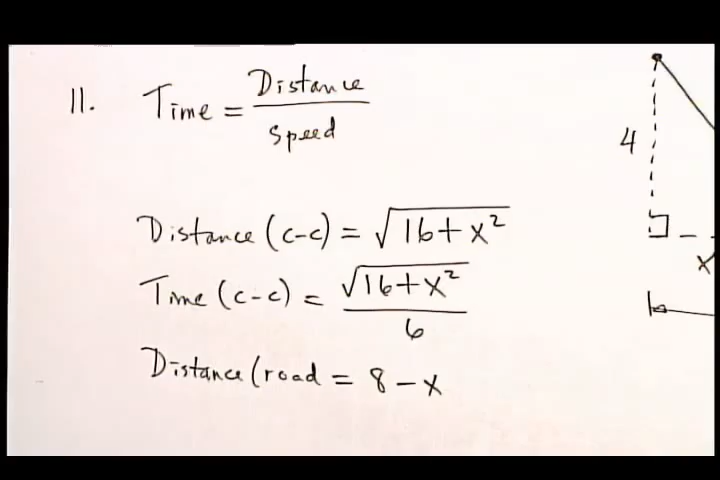 11. Time = Distance / Speed
Distance (c-c) = √16+x²
Time (c-c) = √16+x² / 6
Distance (road = 8 - x
4
x